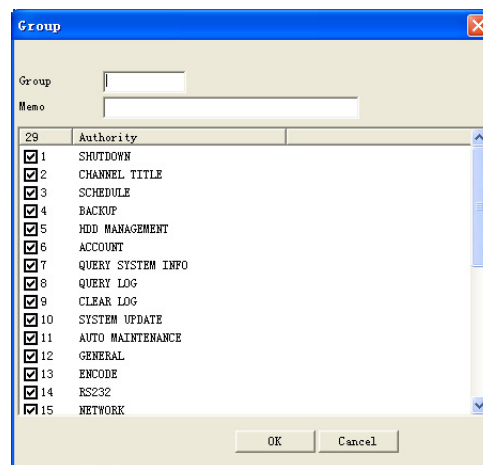 Group
Group
Memo
29 Authority
1 SHUTDOWN
2 CHANNEL TITLE
3 SCHEDULE
4 BACKUP
5 HDD MANAGEMENT
6 ACCOUNT
7 QUERY SYSTEM INFO
8 QUERY LOG
9 CLEAR LOG
10 SYSTEM UPDATE
11 AUTO MAINTENANCE
12 GENERAL
13 ENCODE
14 RS232
15 NETWORK
OK Cancel